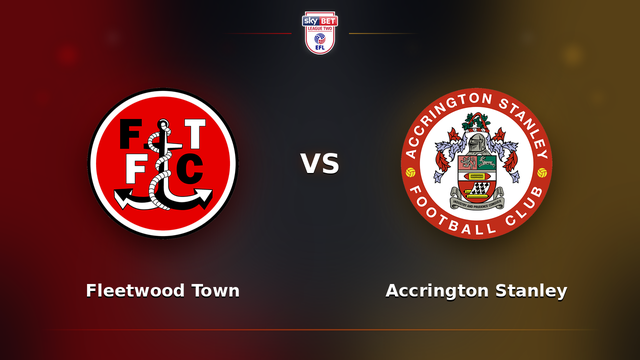 sky BET
LEAGUE TWO
EFL
F T
F C
VS
ACCRINGTON STANLEY
FOOTBALL CLUB
Fleetwood Town
Accrington Stanley